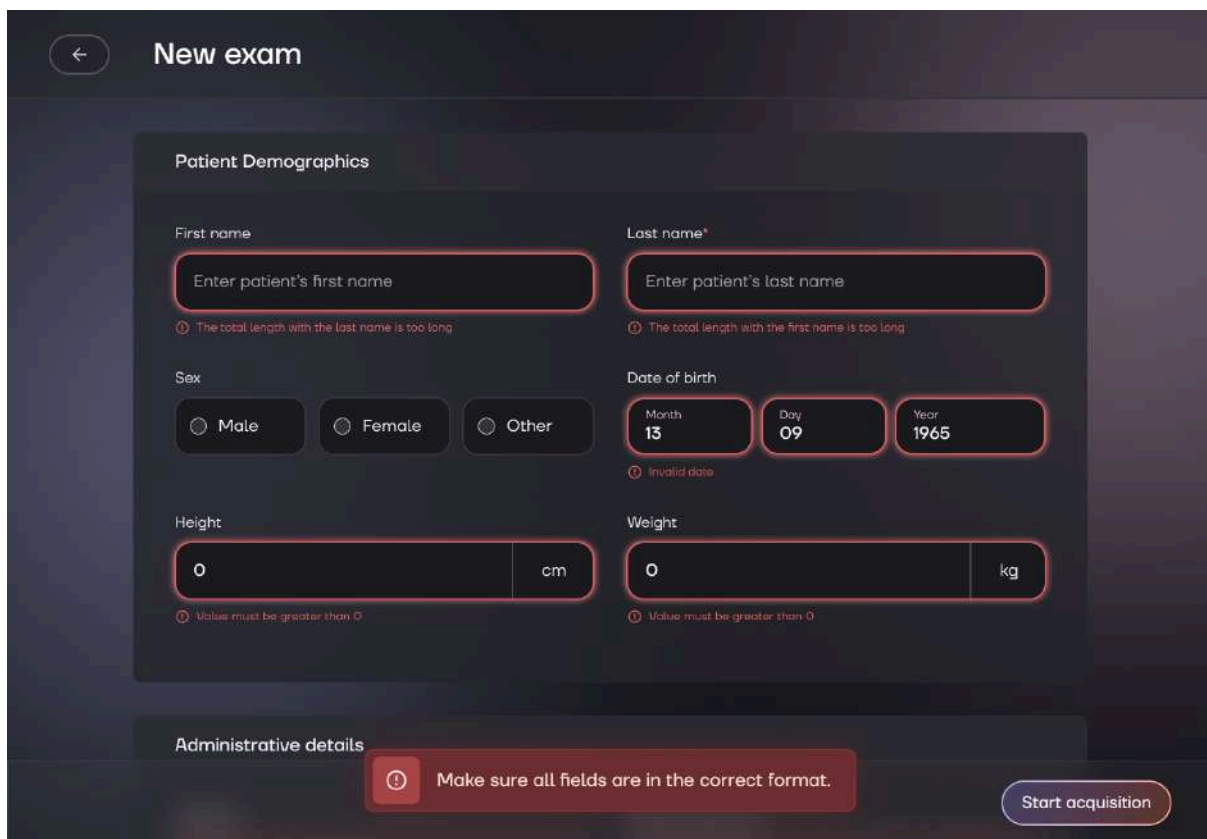 New exam
Patient Demographics
First name
Last name*
Enter patient's first name
Enter patient's last name
The total length with the last name is too long
The total length with the first name is too long
Sex
Date of birth
Male
Female
Other
Month
Day
Year
13
09
1965
Invalid date
Height
Weight
0
cm
0
kg
Value must be greater than 0
Value must be greater than 0
Administrative details
Make sure all fields are in the correct format.
Start acquisition